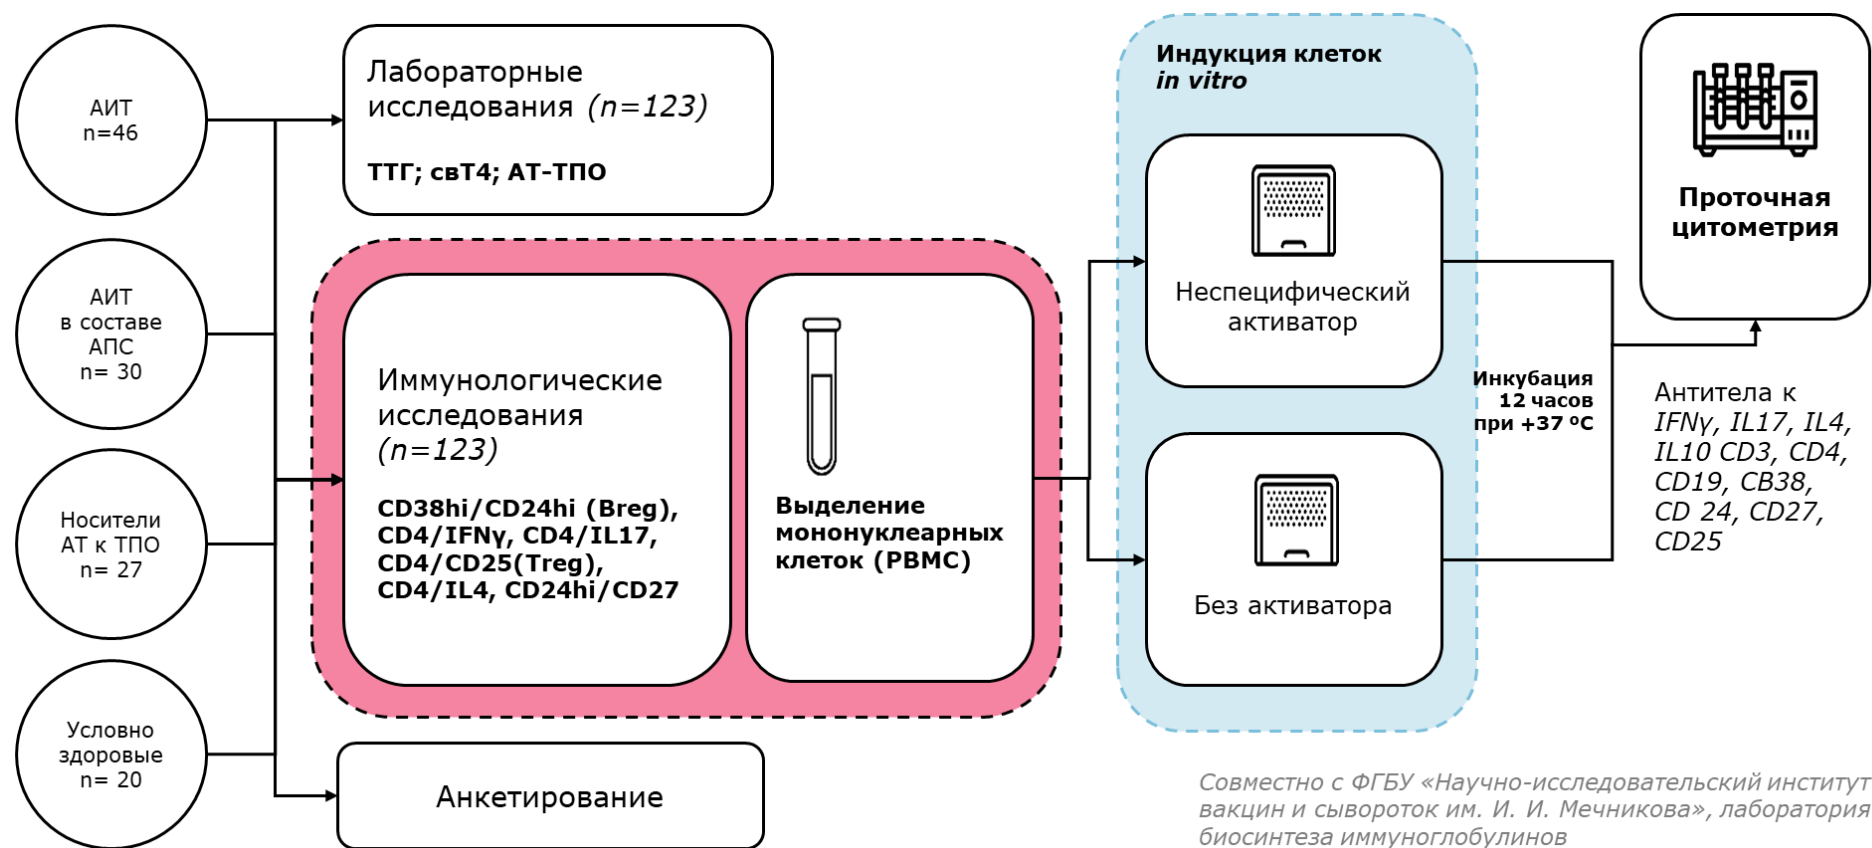 АИТ
n=46
АИТ
в составе
АПС
n= 30
Носители
АТ к ТПО
n= 27
Условно
здоровые
n= 20
Лабораторные
исследования (n=123)
ТТГ; свТ4; АТ-ТПО
Иммунологические
исследования
(n=123)
CD38hi/CD24hi (Breg),
CD4/IFNγ, CD4/IL17,
CD4/CD25(Treg),
CD4/IL4, CD24hi/CD27
Выделение
мононуклеарных
клеток (PBMC)
Анкетирование
Индукция клеток
in vitro
Неспецифический
активатор
Без активатора
Инкубация
12 часов
при +37 ºC
Проточная
цитометрия
Антитела к
IFNγ, IL17, IL4,
IL10 CD3, CD4,
CD19, CB38,
CD 24, CD27,
CD25
Совместно с ФГБУ «Научно-исследовательский институт
вакцин и сывороток им. И. И. Мечникова», лаборатория
биосинтеза иммуноглобулинов